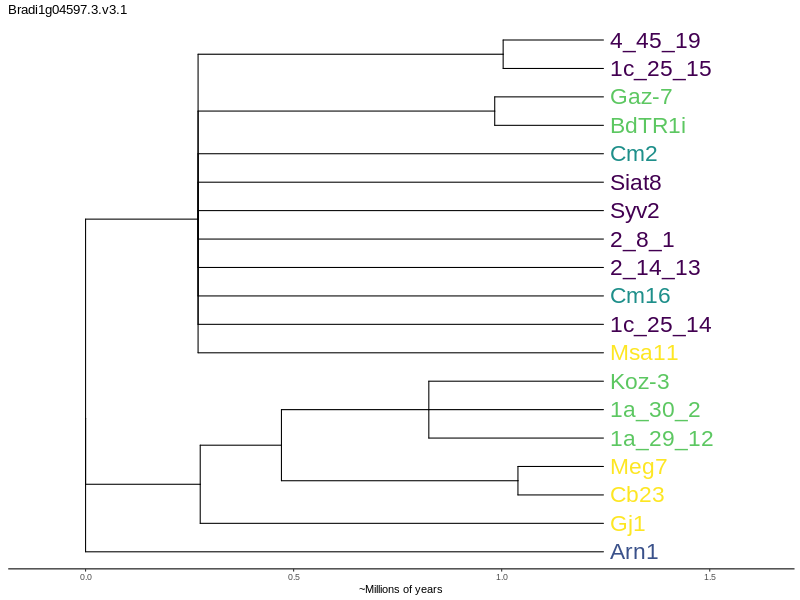 Bradi1g04597.3.v3.1
4_45_19
1c_25_15
Gaz-7
BdTR1i
Cm2
Siat8
Syv2
2_8_1
2_14_13
Cm16
1c_25_14
Msa11
Koz-3
1a_30_2
1a_29_12
Meg7
Cb23
Gj1
Arn1
0.0 0.5 1.0 1.5
~Millions of years